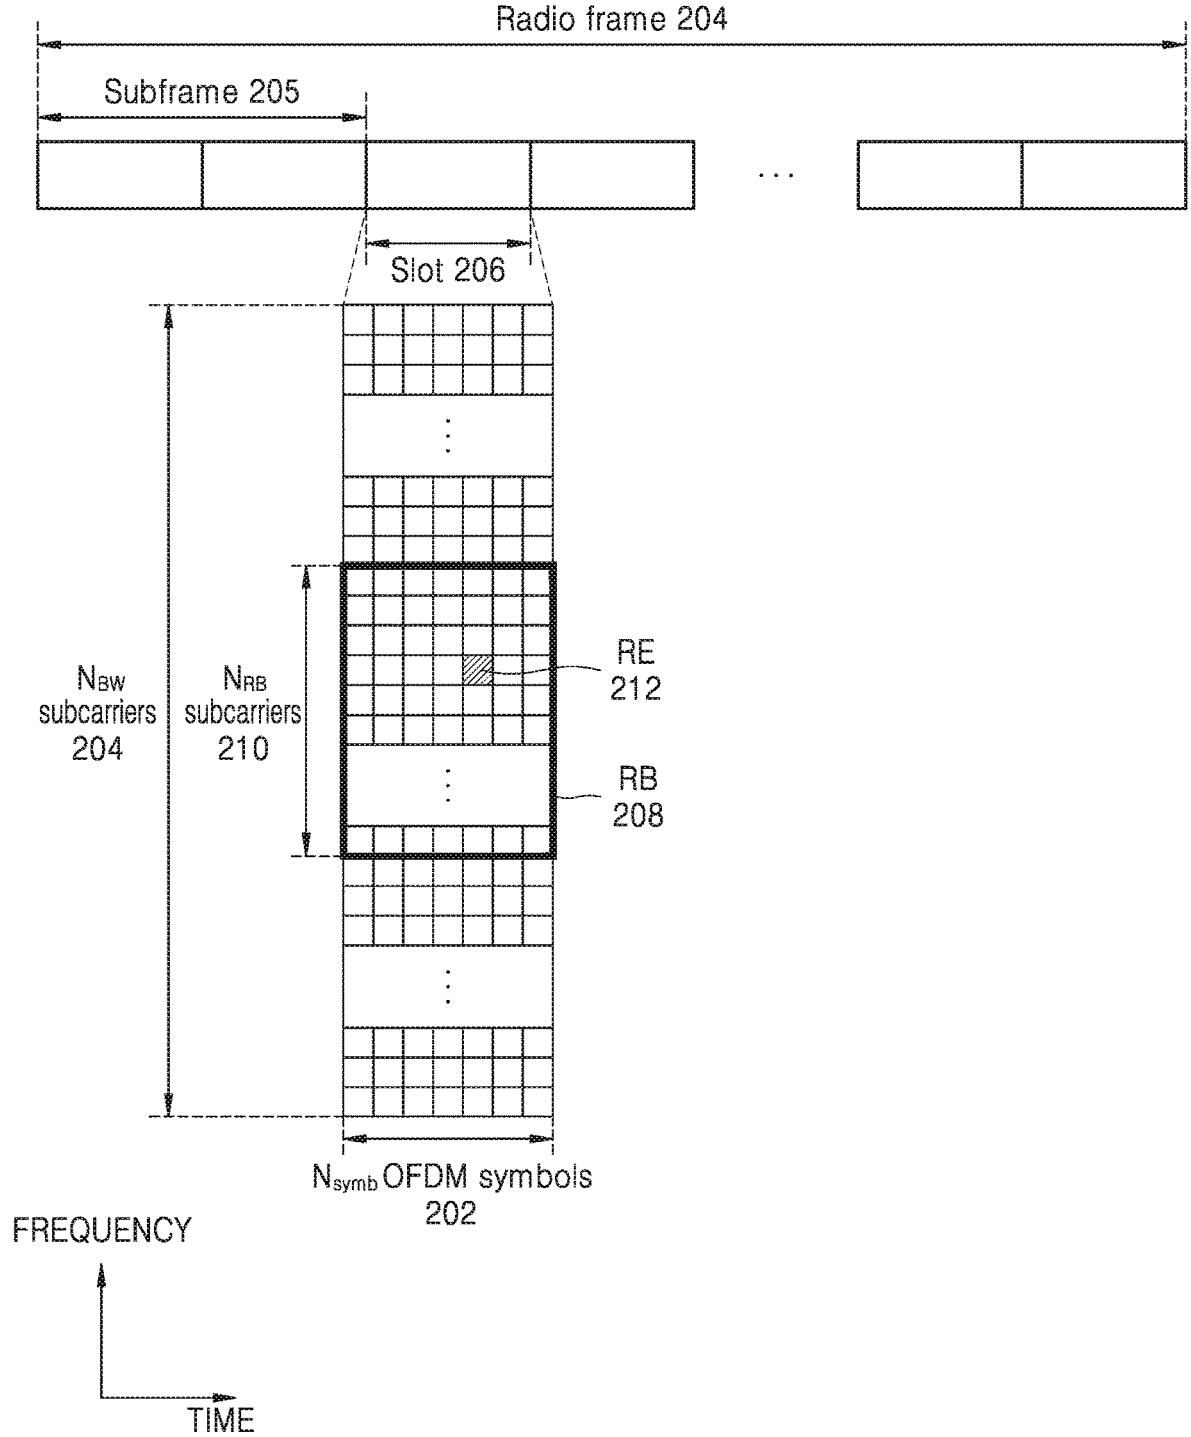 Radio frame 204
Subframe 205
...
Slot 206
RE
212
NBW
subcarriers
204
NRB
subcarriers
210
RB
208
Nsymb OFDM symbols
202
FREQUENCY
TIME